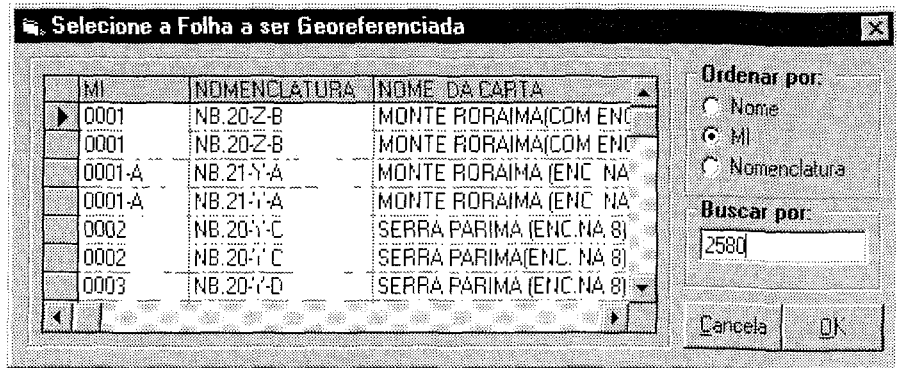 Selecione a Folha a ser Georeferenciada
MI NOMENCLATURA NOME DA CARTA
0001 NB.20-Z-B MONTE RORAIMA(COM ENC
0001 NB.20-Z-B MONTE RORAIMA(COM ENC
0001-A NB.21-Y-A MONTE RORAIMA (ENC NA
0001-A NB.21-Y-A MONTE RORAIMA (ENC NA
0002 NB.20-Y-C SERRA PARIMA (ENC.NA 8)
0002 NB.20-Y C SERRA PARIMA(ENC. NA 8)
0003 NB.20-Y-D SERRA PARIMA (ENC.NA 8)
Ordenar por:
Nome
MI
Nomenclatura
Buscar por:
2580
Cancela OK